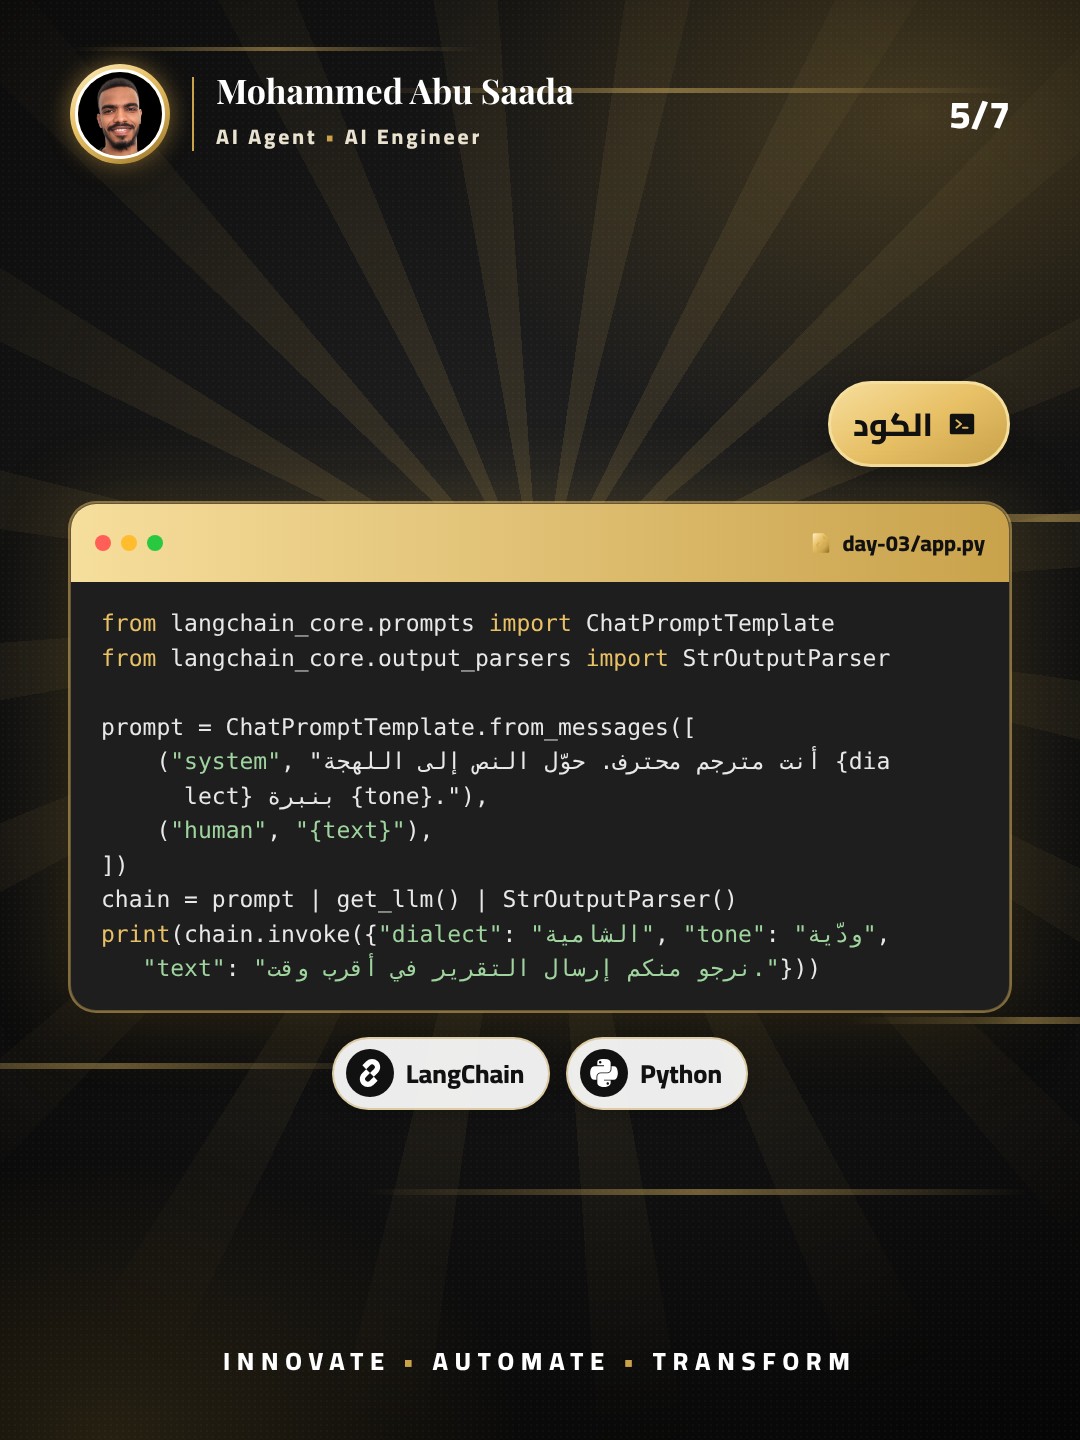 Mohammed Abu Saada
AI Agent ▪ AI Engineer
5/7
الكود
day-03/app.py
from langchain_core.prompts import ChatPromptTemplate
from langchain_core.output_parsers import StrOutputParser
prompt = ChatPromptTemplate.from_messages([
("system", "أنت مترجم محترف. حوّل النص إلى اللهجة {dia
lect} بنبرة {tone}."),
("human", "{text}"),
])
chain = prompt | get_llm() | StrOutputParser()
print(chain.invoke({"dialect": "الشامية", "tone": "ودّية",
"text": "نرجو منكم إرسال التقرير في أقرب وقت."}))
LangChain
Python
INNOVATE ▪ AUTOMATE ▪ TRANSFORM